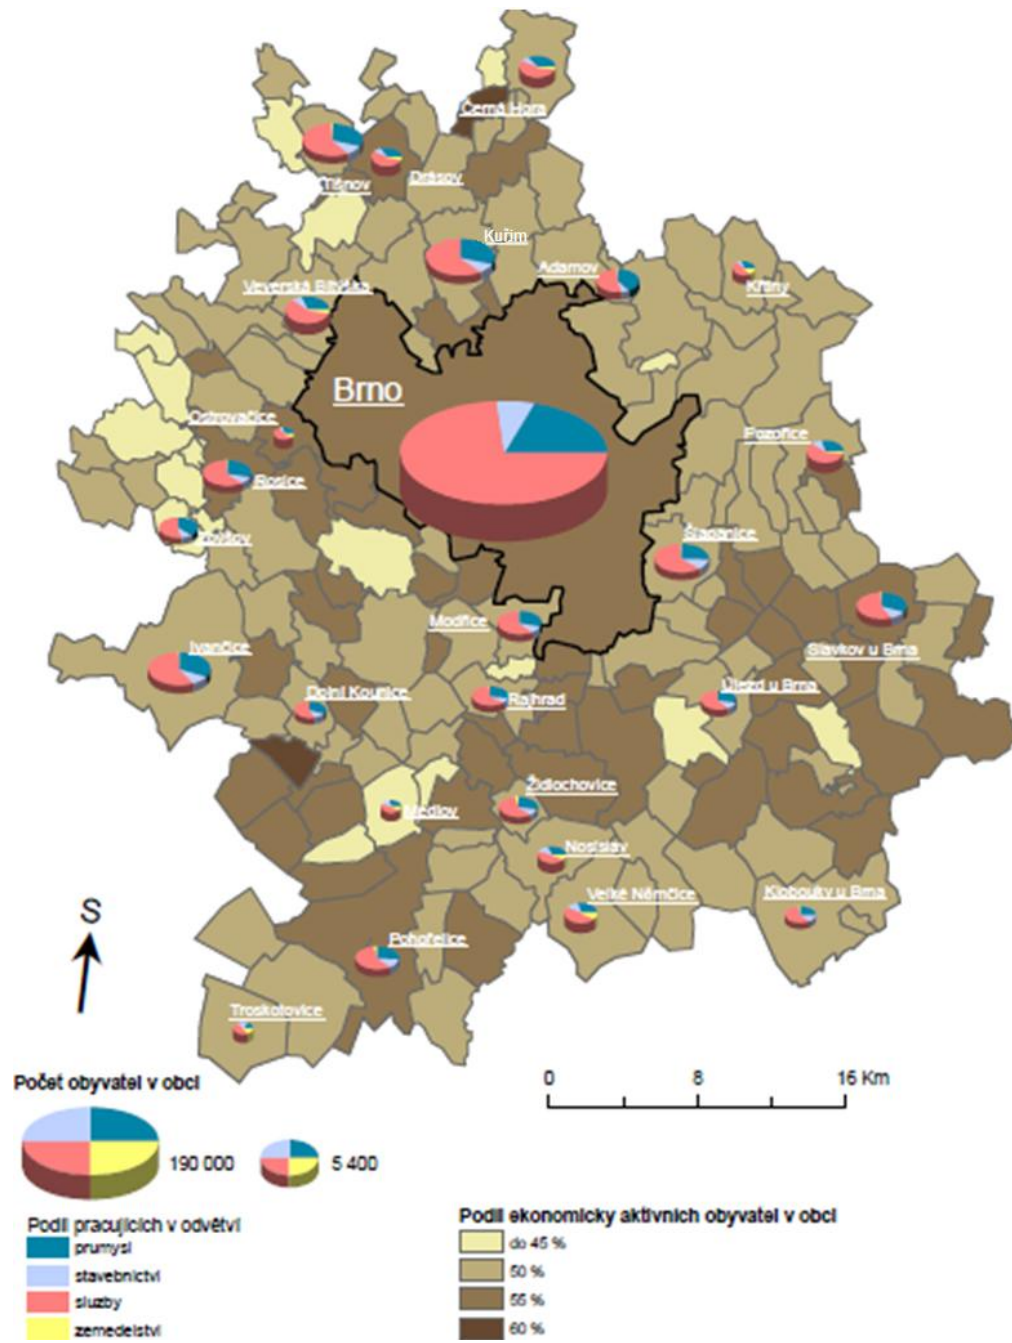 Černá Hora
Tišnov
Drásov
Kuřim
Adamov
Křtiny
Veverská Bítýška
Brno
Ostrovačice
Pozořice
Rosice
Zbýšov
Šlapanice
Modřice
Ivančice
Slavkov u Brna
Dolní Kounice
Rajhrad
Újezd u Brna
Židlochovice
Medlov
Nosislav
Velké Němčice
Klobouky u Brna
Pohořelice
S
Troskotovice
Počet obyvatel v obci
0 8 16 Km
190 000
5 400
Podíl pracujících v odvětví
prumysl
stavebnictvi
sluzby
zemedelstvi
Podíl ekonomicky aktivních obyvatel v obci
do 45 %
50 %
55 %
60 %